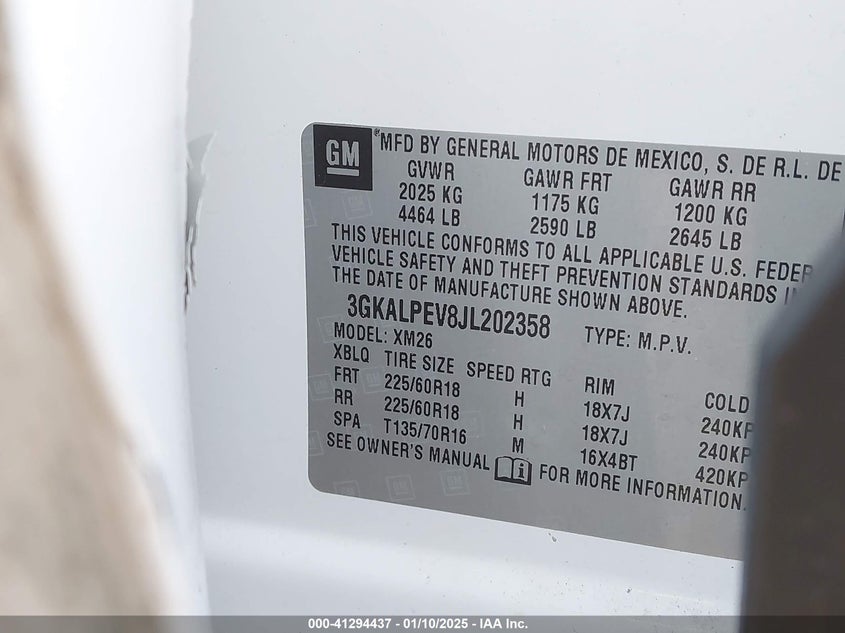 GM
®MFD BY GENERAL MOTORS DE MEXICO, S. DE R.L. DE
GVWR GAWR FRT GAWR RR
2025 KG 1175 KG 1200 KG
4464 LB 2590 LB 2645 LB
THIS VEHICLE CONFORMS TO ALL APPLICABLE U.S. FEDER
VEHICLE SAFETY AND THEFT PREVENTION STANDARDS
THE DATE OF MANUFACTURE SHOWN ABOVE.
3GKALPEV8JL202358 TYPE: M.P.V.
MODEL: XM26
XBLQ TIRE SIZE SPEED RTG RIM COLD
FRT 225/60R18 H 18X7J 240KP
RR 225/60R18 H 18X7J 240KP
SPA T135/70R16 M 16X4BT 420KP
SEE OWNER'S MANUAL FOR MORE INFORMATION.
000-41294437 - 01/10/2025 - IAA Inc.